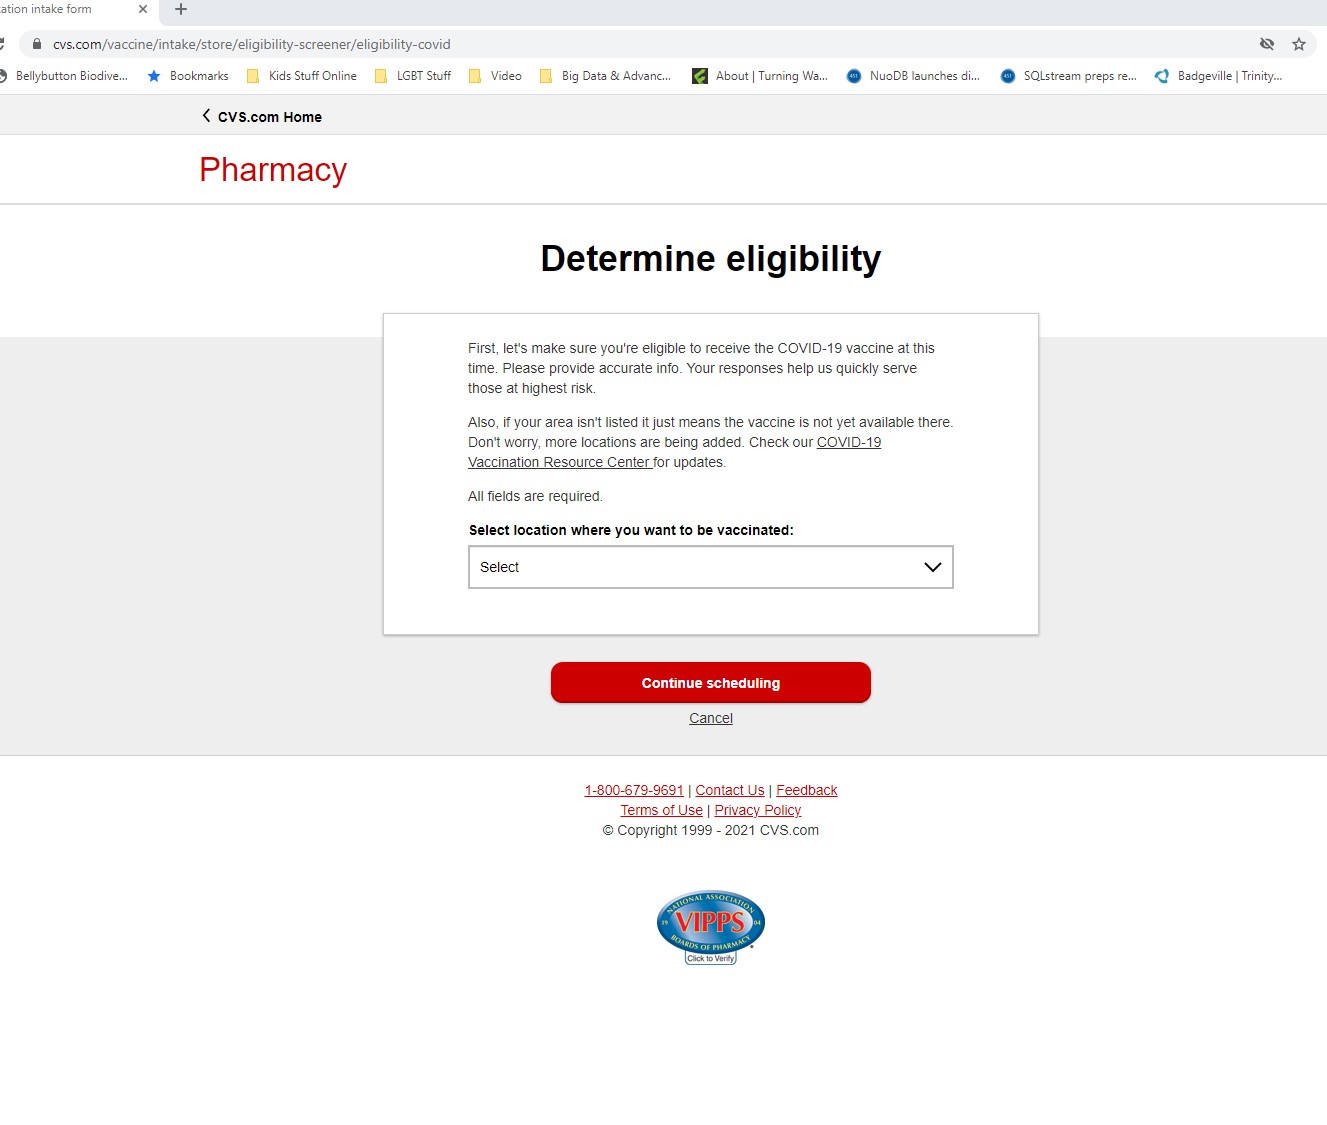 ation intake form
cvs.com/vaccine/intake/store/eligibility-screener/eligibility-covid
Bellybutton Biodive... Bookmarks Kids Stuff Online LGBT Stuff Video Big Data & Advanc... About | Turning Wa... 451 NuoDB launches di... 451 SQLstream preps re... Badgeville | Trinity...
CVS.com Home
Pharmacy
Determine eligibility
First, let's make sure you're eligible to receive the COVID-19 vaccine at this
time. Please provide accurate info. Your responses help us quickly serve
those at highest risk.
Also, if your area isn't listed it just means the vaccine is not yet available there.
Don't worry, more locations are being added. Check our COVID-19
Vaccination Resource Center for updates.
All fields are required.
Select location where you want to be vaccinated:
Select
Continue scheduling
Cancel
1-800-679-9691 | Contact Us | Feedback
Terms of Use | Privacy Policy
© Copyright 1999 - 2021 CVS.com
NATIONAL ASSOCIATION
19 VIPPS 04
BOARDS OF PHARMACY
Click to Verify